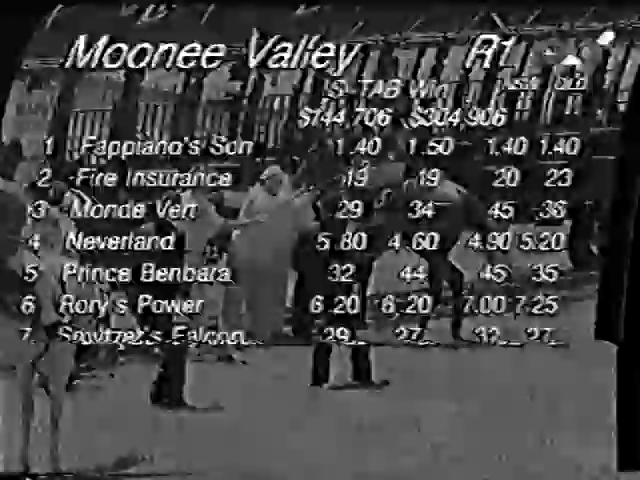 Moonee Valley R1
S-TAB Win
$144,706 $304,906
1 Fappiano's Son 1.40 1.50 1.40 1.40
2 Fire Insurance 19 19 20 23
3 Monde Vert 29 34 45 36
4 Neverland 5.80 4.60 4.90 5.20
5 Prince Benbara 32 44 45 35
6 Rory's Power 6.20 6.20 7.00 7.25
7 Falcon 29 27